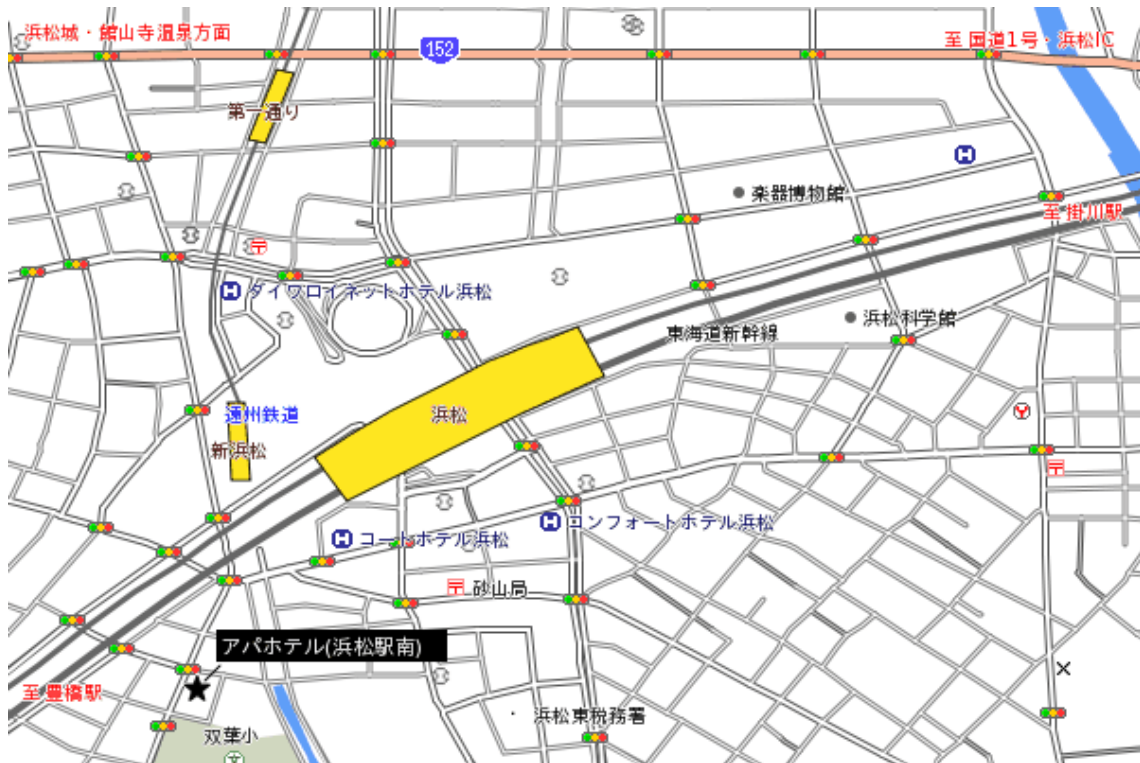 浜松城・舘山寺温泉方面
152
至 国道1号・浜松IC
第一通り
H
楽器博物館
至 掛川駅
〒
H ダイワロイネットホテル浜松
浜松科学館
東海道新幹線
遠州鉄道
浜松
新浜松
Y
〒
H コンフォートホテル浜松
H コートホテル浜松
〒 砂山局
アパホテル(浜松駅南)
至 豊橋駅
浜松東税務署
双葉小
文